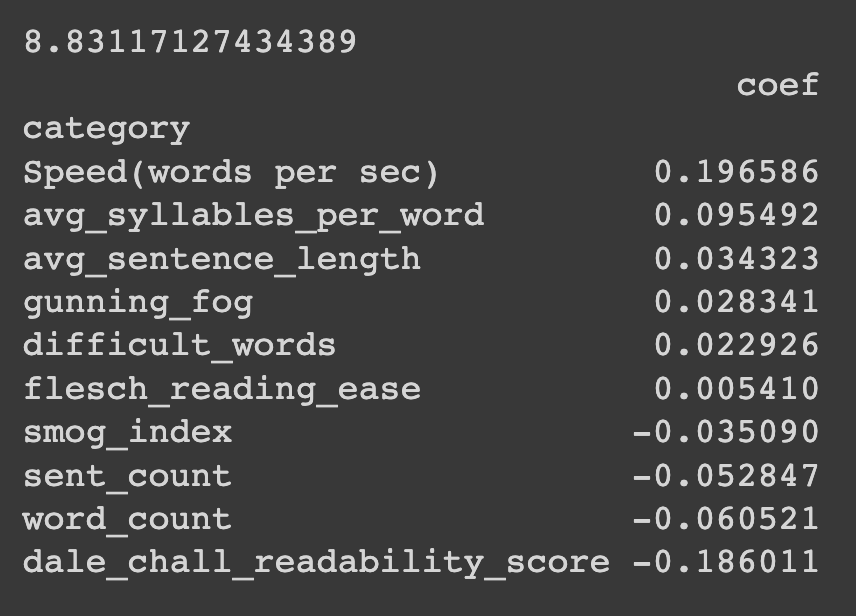 8.83117127434389
coef
category
Speed(words per sec) 0.196586
avg_syllables_per_word 0.095492
avg_sentence_length 0.034323
gunning_fog 0.028341
difficult_words 0.022926
flesch_reading_ease 0.005410
smog_index -0.035090
sent_count -0.052847
word_count -0.060521
dale_chall_readability_score -0.186011